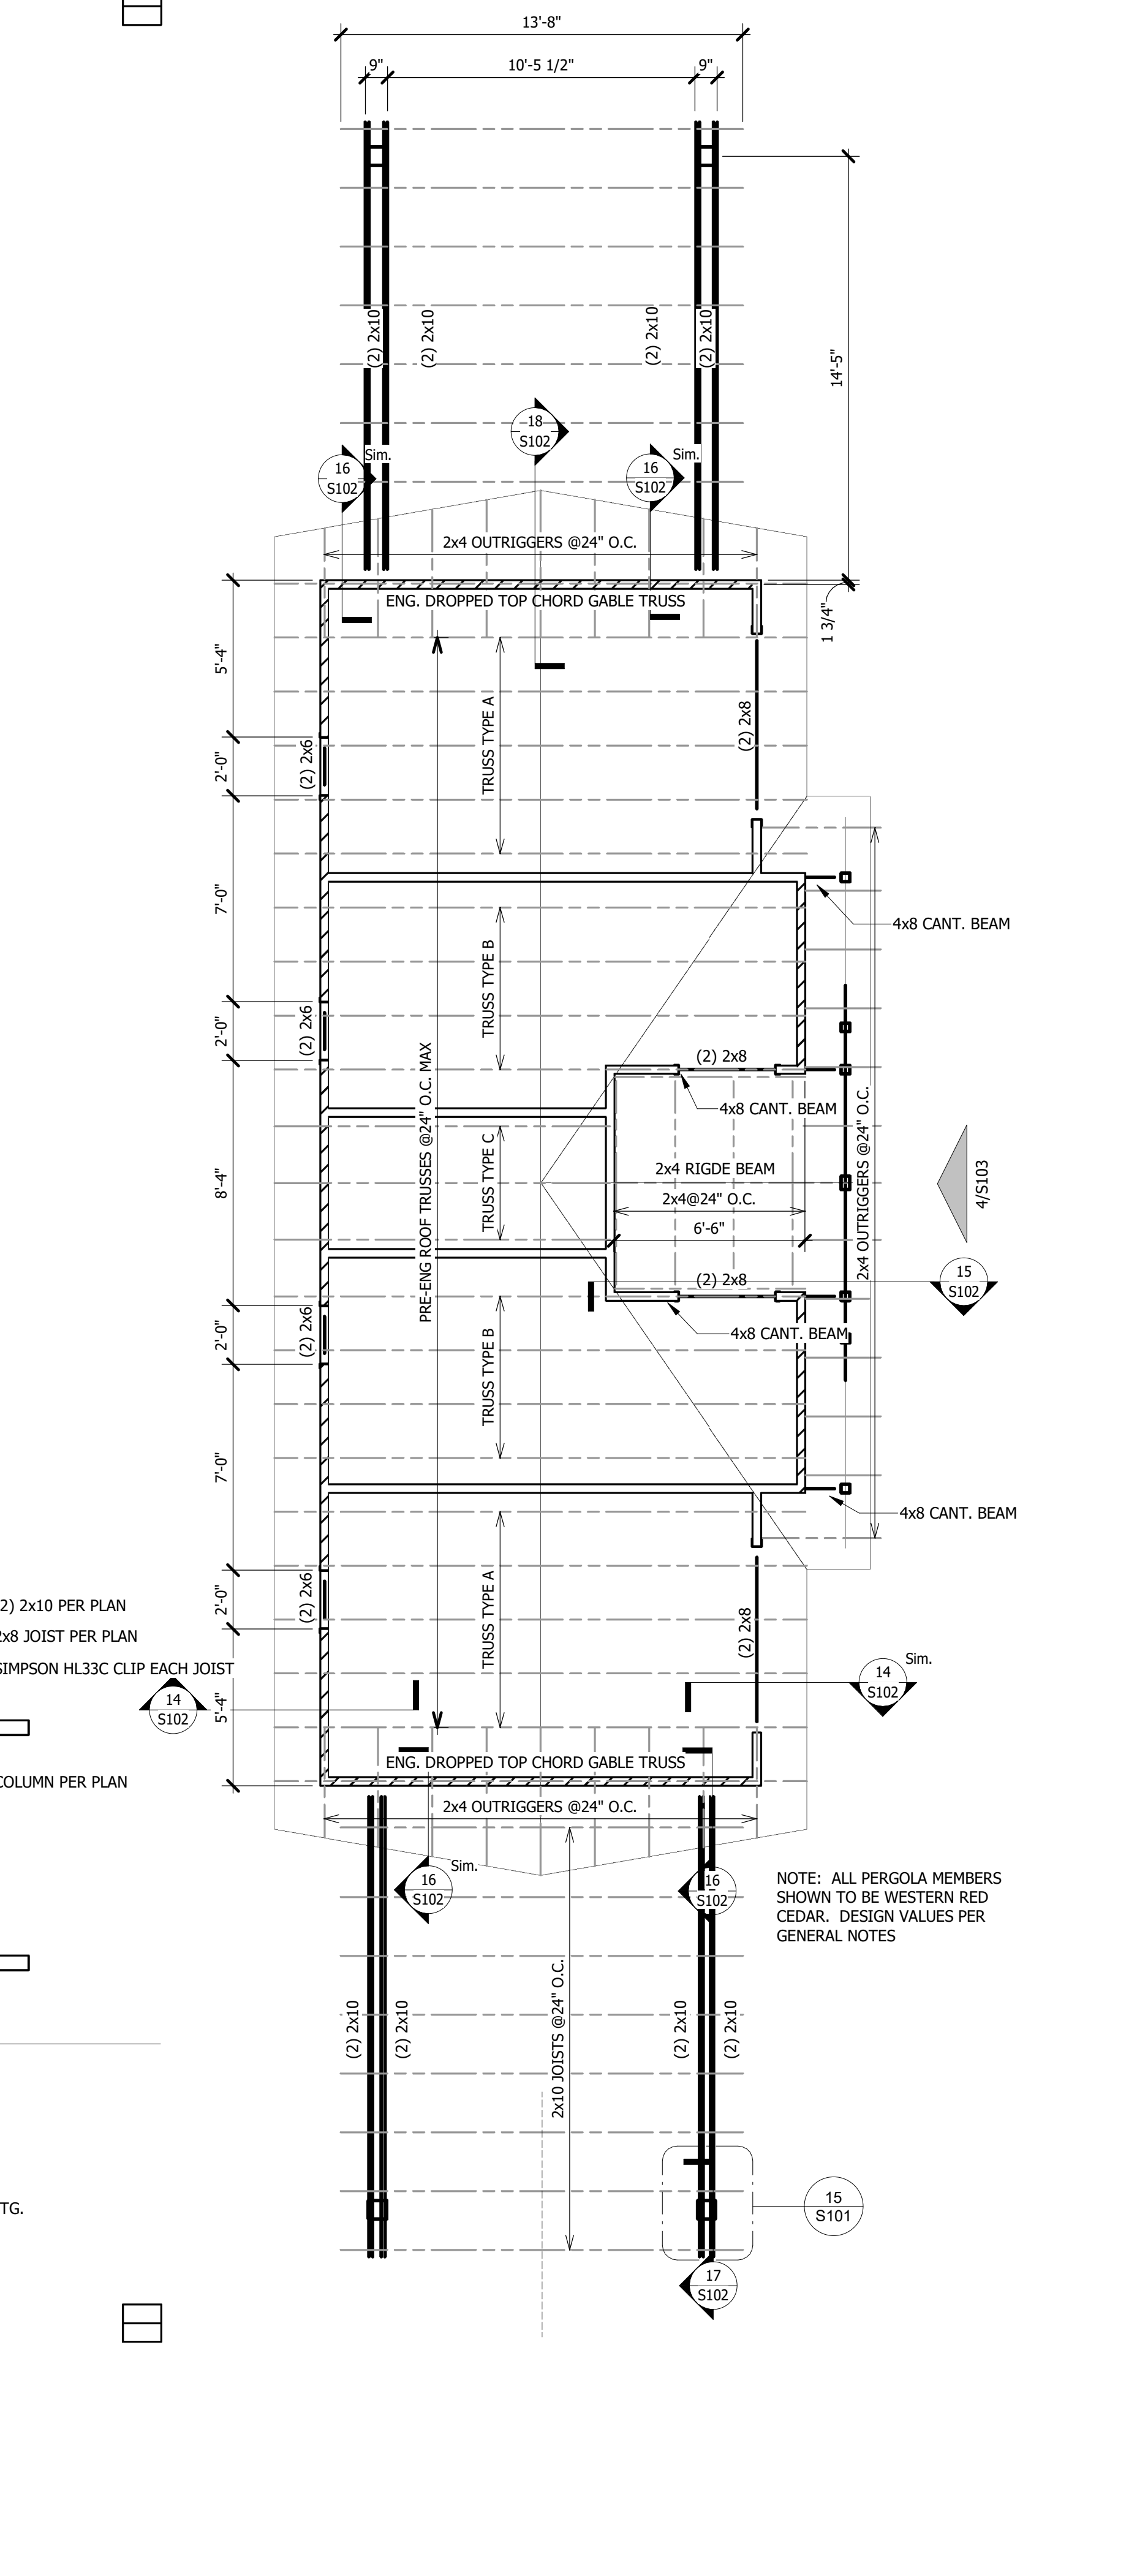 13'-8"
9"
10'-5 1/2"
9"
(2) 2x10
(2) 2x10
(2) 2x10
(2) 2x10
14'-5"
18
S102
16
S102
Sim.
16
S102
Sim.
2x4 OUTRIGGERS @24" O.C.
ENG. DROPPED TOP CHORD GABLE TRUSS
1 3/4"
5'-4"
TRUSS TYPE A
(2) 2x8
2'-0"
(2) 2x6
7'-0"
4x8 CANT. BEAM
TRUSS TYPE B
2'-0"
(2) 2x6
(2) 2x8
4x8 CANT. BEAM
PRE-ENG ROOF TRUSSES @24" O.C. MAX
TRUSS TYPE C
8'-4"
2x4 RIGDE BEAM
2x4@24" O.C.
6'-6"
2x4 OUTRIGGERS @24" O.C.
4/S103
(2) 2x8
15
S102
4x8 CANT. BEAM
2'-0"
(2) 2x6
TRUSS TYPE B
7'-0"
4x8 CANT. BEAM
2'-0"
(2) 2x6
TRUSS TYPE A
(2) 2x8
2) 2x10 PER PLAN
2x8 JOIST PER PLAN
SIMPSON HL33C CLIP EACH JOIST
14
S102
5'-4"
14
S102
Sim.
ENG. DROPPED TOP CHORD GABLE TRUSS
COLUMN PER PLAN
2x4 OUTRIGGERS @24" O.C.
16
S102
Sim.
16
S102
NOTE: ALL PERGOLA MEMBERS
SHOWN TO BE WESTERN RED
CEDAR. DESIGN VALUES PER
GENERAL NOTES
(2) 2x10
(2) 2x10
2x10 JOISTS @24" O.C.
(2) 2x10
(2) 2x10
TG.
15
S101
17
S102